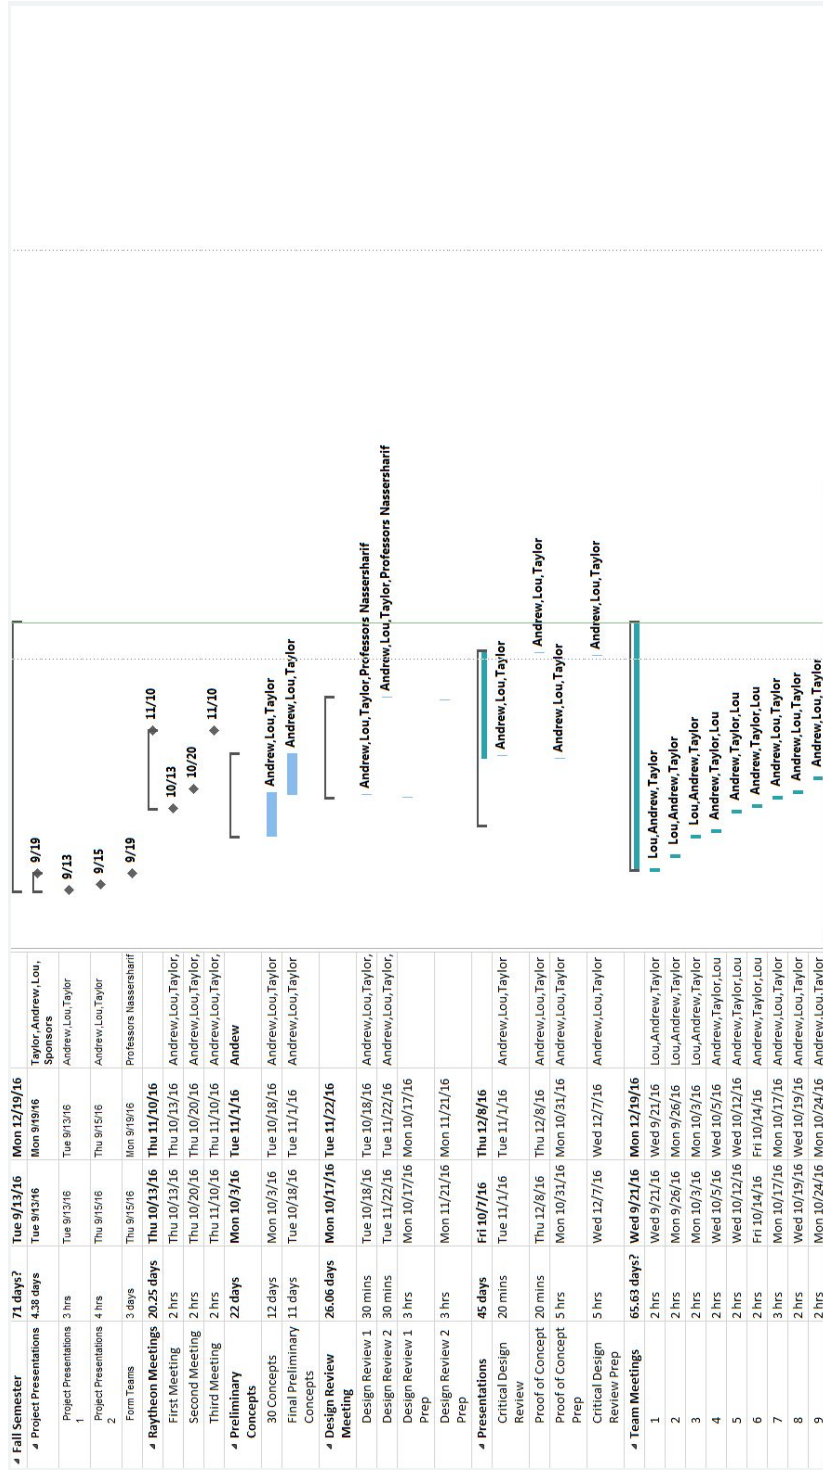 Fall Semester 71 days? Tue 9/13/16 Mon 12/19/16
Project Presentations 4.38 days Tue 9/13/16 Mon 9/19/16 Taylor,Andrew,Lou, 9/19
Sponsors
Project Presentations 3 hrs Tue 9/13/16 Tue 9/13/16 Andrew,Lou,Taylor 9/13
1
Project Presentations 4 hrs Thu 9/15/16 Thu 9/15/16 Andrew,Lou,Taylor 9/15
2
Form Teams 3 days Thu 9/15/16 Mon 9/19/16 Professors Nassersharif 9/19
Raytheon Meetings 20.25 days Thu 10/13/16 Thu 11/10/16 11/10
First Meeting 2 hrs Thu 10/13/16 Thu 10/13/16 Andrew,Lou,Taylor, 10/13
Second Meeting 2 hrs Thu 10/20/16 Thu 10/20/16 Andrew,Lou,Taylor, 10/20
Third Meeting 2 hrs Thu 11/10/16 Thu 11/10/16 Andrew,Lou,Taylor, 11/10
Preliminary 22 days Mon 10/3/16 Tue 11/1/16 Andew
Concepts
30 Concepts 12 days Mon 10/3/16 Tue 10/18/16 Andrew,Lou,Taylor Andrew,Lou,Taylor
Final Preliminary 11 days Tue 10/18/16 Tue 11/1/16 Andrew,Lou,Taylor Andrew,Lou,Taylor
Concepts
Design Review 26.06 days Mon 10/17/16 Tue 11/22/16
Meeting
Design Review 1 30 mins Tue 10/18/16 Tue 10/18/16 Andrew,Lou,Taylor, Andrew,Lou,Taylor,Professors Nassersharif
Design Review 2 30 mins Tue 11/22/16 Tue 11/22/16 Andrew,Lou,Taylor, Andrew,Lou,Taylor,Professors Nassersharif
Design Review 1 3 hrs Mon 10/17/16 Mon 10/17/16
Prep
Design Review 2 3 hrs Mon 11/21/16 Mon 11/21/16
Prep
Presentations 45 days Fri 10/7/16 Thu 12/8/16
Critical Design 20 mins Tue 11/1/16 Tue 11/1/16 Andrew,Lou,Taylor Andrew,Lou,Taylor
Review
Proof of Concept 20 mins Thu 12/8/16 Thu 12/8/16 Andrew,Lou,Taylor Andrew,Lou,Taylor
Proof of Concept 5 hrs Mon 10/31/16 Mon 10/31/16 Andrew,Lou,Taylor Andrew,Lou,Taylor
Prep
Critical Design 5 hrs Wed 12/7/16 Wed 12/7/16 Andrew,Lou,Taylor Andrew,Lou,Taylor
Review Prep
Team Meetings 65.63 days? Wed 9/21/16 Mon 12/19/16
1 2 hrs Wed 9/21/16 Wed 9/21/16 Lou,Andrew,Taylor Lou,Andrew,Taylor
2 2 hrs Mon 9/26/16 Mon 9/26/16 Lou,Andrew,Taylor Lou,Andrew,Taylor
3 2 hrs Mon 10/3/16 Mon 10/3/16 Lou,Andrew,Taylor Lou,Andrew,Taylor
4 2 hrs Wed 10/5/16 Wed 10/5/16 Andrew,Taylor,Lou Andrew,Taylor,Lou
5 2 hrs Wed 10/12/16 Wed 10/12/16 Andrew,Taylor,Lou Andrew,Taylor,Lou
6 2 hrs Fri 10/14/16 Fri 10/14/16 Andrew,Taylor,Lou Andrew,Taylor,Lou
7 3 hrs Mon 10/17/16 Mon 10/17/16 Andrew,Lou,Taylor Andrew,Lou,Taylor
8 2 hrs Wed 10/19/16 Wed 10/19/16 Andrew,Lou,Taylor Andrew,Lou,Taylor
9 2 hrs Mon 10/24/16 Mon 10/24/16 Andrew,Lou,Taylor Andrew,Lou,Taylor